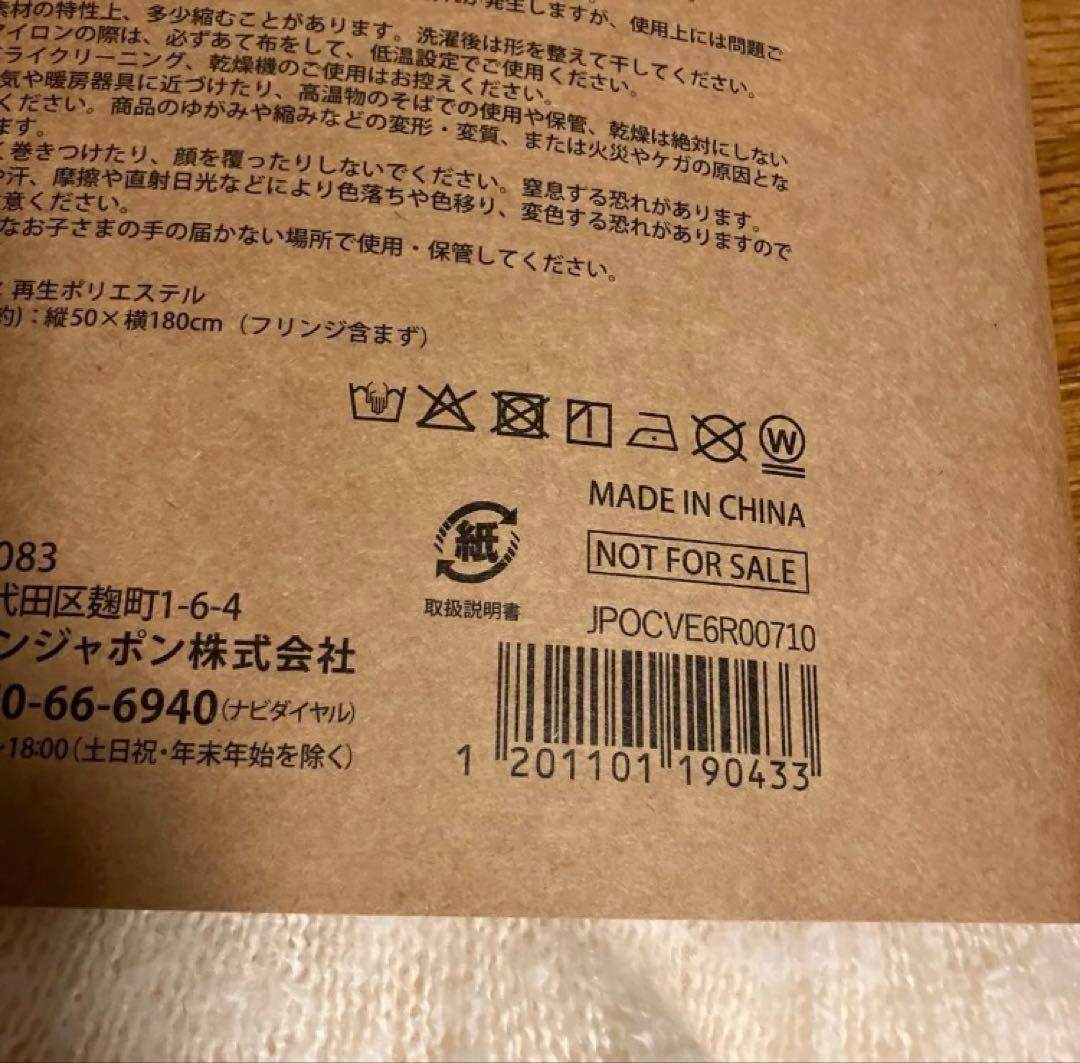 発生しますが、使用上には問題ご
素材の特性上、多少縮むことがあります。洗濯後は形を整えて干してください。
アイロンの際は、必ずあて布をして、低温設定でご使用ください。
ライクリーニング、乾燥機のご使用はお控えください。
気や暖房器具に近づけたり、高温物のそばでの使用や保管、乾燥は絶対にしない
ください。商品のゆがみや縮みなどの変形・変質、または火災やケガの原因とな
ます。
く巻きつけたり、顔を覆ったりしないでください。窒息する恐れがあります。
や汗、摩擦や直射日光などにより色落ちや色移り、変色する恐れがありますので
意ください。
なお子さまの手の届かない場所で使用・保管してください。
再生ポリエステル
約)：縦50×横180cm（フリンジ含まず）
W
MADE IN CHINA
紙
取扱説明書
NOT FOR SALE
JPOCVE6R00710
1 201101 190433
083
代田区麹町1-6-4
ンジャポン株式会社
0-66-6940（ナビダイヤル）
18:00（土日祝・年末年始を除く）